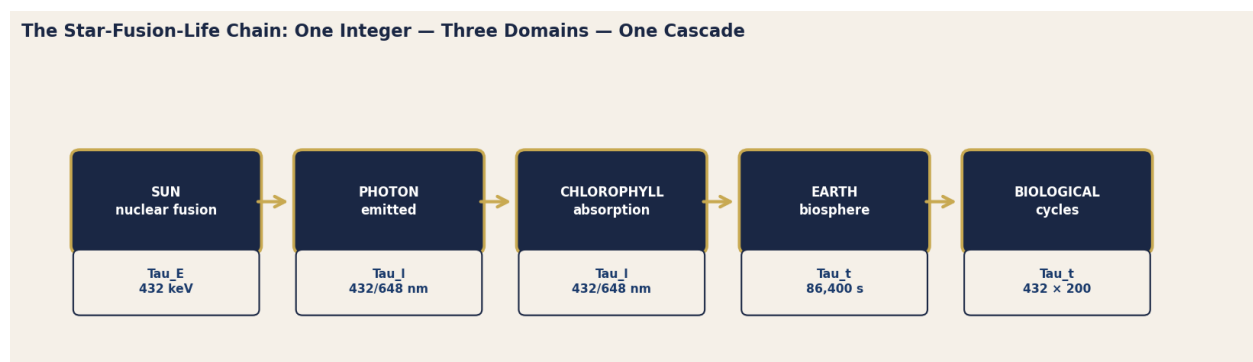 The Star-Fusion-Life Chain: One Integer — Three Domains — One Cascade
SUN
nuclear fusion
PHOTON
emitted
CHLOROPHYLL
absorption
EARTH
biosphere
BIOLOGICAL
cycles
Tau_E
432 keV
Tau_l
432/648 nm
Tau_l
432/648 nm
Tau_t
86,400 s
Tau_t
432 × 200